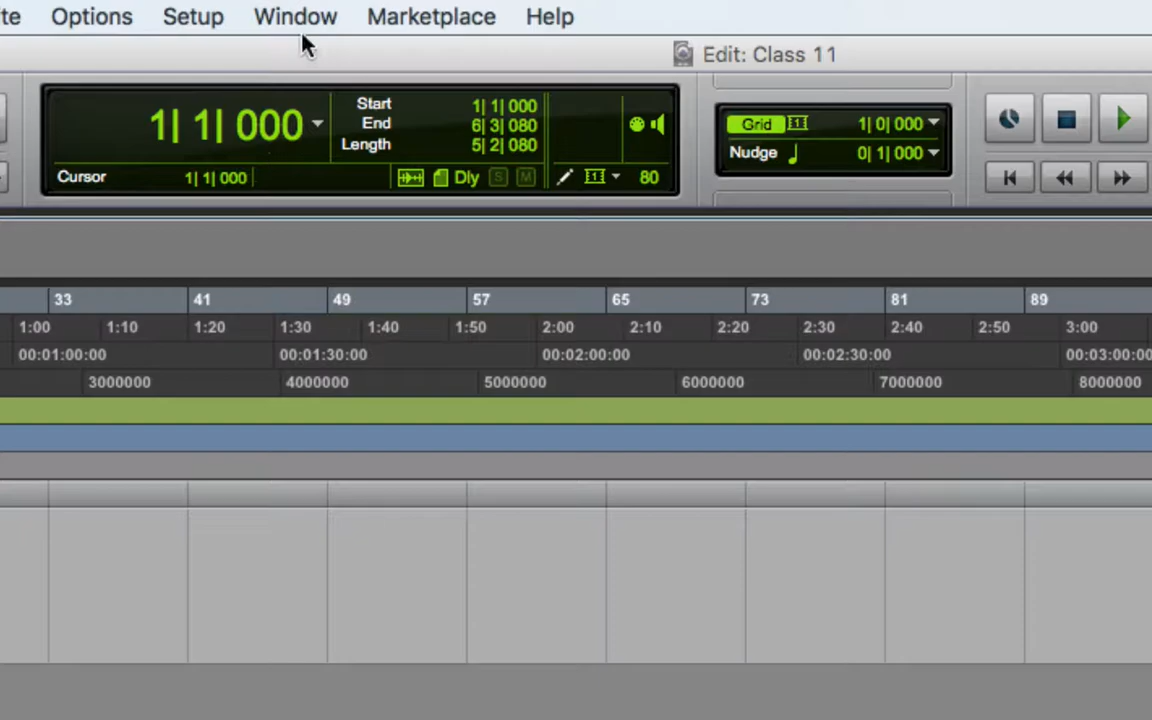 te Options Setup Window Marketplace Help
Edit: Class 11
1| 1| 000
Start 1| 1| 000
End 6| 3| 080
Length 5| 2| 080
Cursor 1| 1| 000 Dly S M 80
Grid 1| 0| 000
Nudge 0| 1| 000
33 41 49 57 65 73 81 89
1:00 1:10 1:20 1:30 1:40 1:50 2:00 2:10 2:20 2:30 2:40 2:50 3:00
00:01:00:00 00:01:30:00 00:02:00:00 00:02:30:00 00:03:00:00
3000000 4000000 5000000 6000000 7000000 8000000